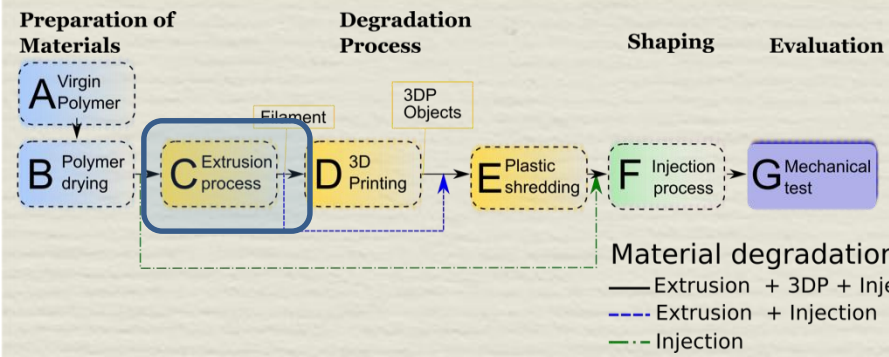 Preparation of
Materials
Degradation
Process
Shaping
Evaluation
A Virgin
Polymer
B Polymer
drying
C Extrusion
process
Filament
D 3D
Printing
3DP
Objects
E Plastic
shredding
F Injection
process
G Mechanical
test
Material degradation
Extrusion + 3DP + Inje
Extrusion + Injection
Injection